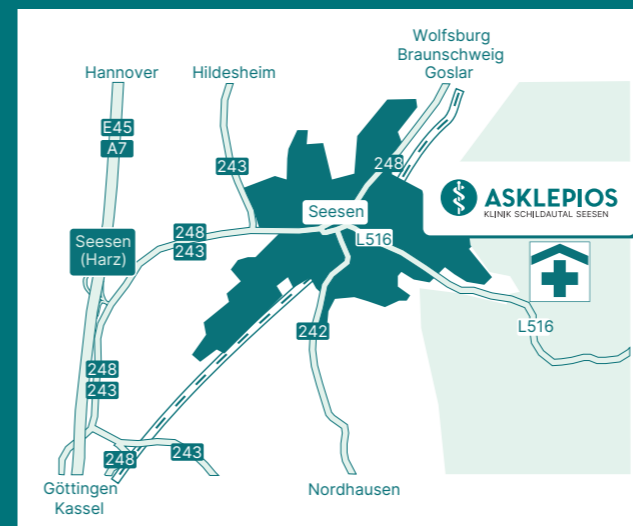 Wolfsburg
Braunschweig
Goslar
Hannover
Hildesheim
E45
A7
243
248
ASKLEPIOS
KLINIK SCHILDAUTAL SEESEN
Seesen
248
243
L516
Seesen
(Harz)
L516
242
248
243
243
248
Göttingen
Kassel
Nordhausen